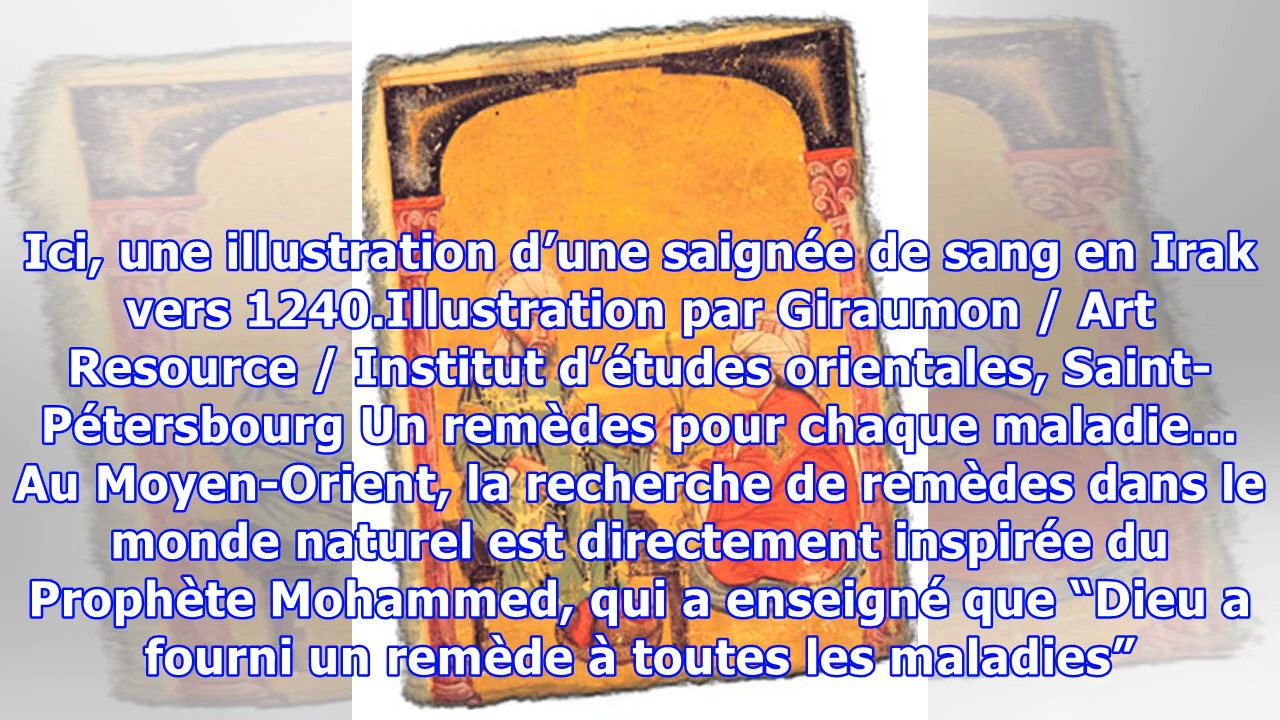 Ici, une illustration d’une saignée de sang en Irak
vers 1240.Illustration par Giraumon / Art
Resource / Institut d’études orientales, Saint-
Pétersbourg Un remèdes pour chaque maladie...
Au Moyen-Orient, la recherche de remèdes dans le
monde naturel est directement inspirée du
Prophète Mohammed, qui a enseigné que “Dieu a
fourni un remède à toutes les maladies”